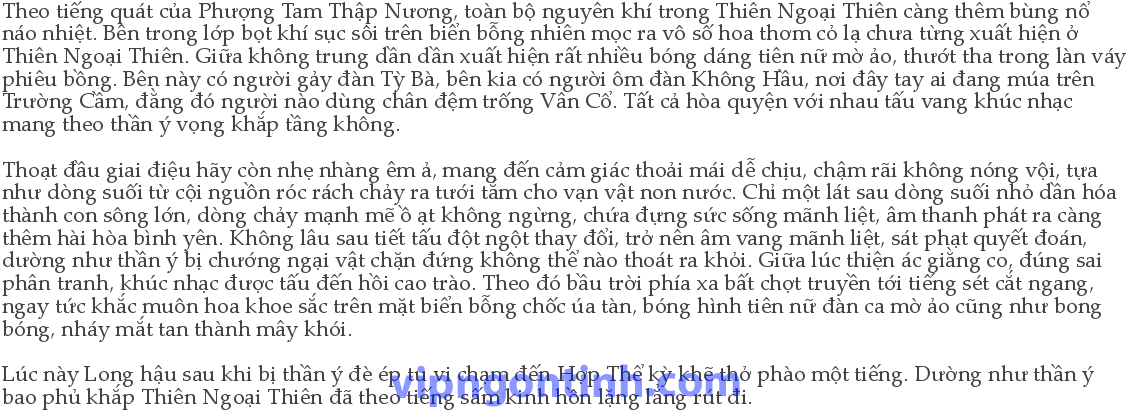 Theo tiếng quát của Phượng Tam Thập Nương, toàn bộ nguyên khí trong Thiên Ngoại Thiên càng thêm bùng nổ
náo nhiệt. Bên trong lớp bọt khí sục sôi trên biển bỗng nhiên mọc ra vô số hoa thơm cỏ lạ chưa từng xuất hiện ở
Thiên Ngoại Thiên. Giữa không trung dần dần xuất hiện rất nhiều bóng dáng tiên nữ mờ ảo, thướt tha trong làn váy
phiêu bồng. Bên này có người gảy đàn Tỳ Bà, bên kia có người ôm đàn Không Hầu, nơi đây tay ai đang múa trên
Trường Cầm, đằng đó người nào dùng chân đệm trống Vân Cổ. Tất cả hòa quyện với nhau tấu vang khúc nhạc
mang theo thần ý vọng khắp tầng không.
Thoạt đầu giai điệu hãy còn nhẹ nhàng êm ả, mang đến cảm giác thoải mái dễ chịu, chậm rãi không nóng vội, tựa
như dòng suối từ cội nguồn róc rách chảy ra tưới tắm cho vạn vật non nước. Chỉ một lát sau dòng suối nhỏ dần hóa
thành con sông lớn, dòng chảy mạnh mẽ ồ ạt không ngừng, chứa đựng sức sống mãnh liệt, âm thanh phát ra càng
thêm hài hòa bình yên. Không lâu sau tiết tấu đột ngột thay đổi, trở nên âm vang mãnh liệt, sát phạt quyết đoán,
dường như thần ý bị chướng ngại vật chặn đứng không thể nào thoát ra khỏi. Giữa lúc thiện ác giằng co, đúng sai
phân tranh, khúc nhạc được tấu đến hồi cao trào. Theo đó bầu trời phía xa bất chợt truyền tới tiếng sét cắt ngang,
ngay tức khắc muôn hoa khoe sắc trên mặt biển bỗng chốc úa tàn, bóng hình tiên nữ đàn ca mờ ảo cũng như bong
bóng, nháy mắt tan thành mây khói.
Lúc này Long hậu sau khi bị thần ý đè ép tu vi chạm đến Hợp Thể kỳ khẽ thở phào một tiếng. Dường như thần ý
vipngontinh.com
bao phủ khắp Thiên Ngoại Thiên đã theo tiếng sấm kinh hồn lặng lẳng rút đi.